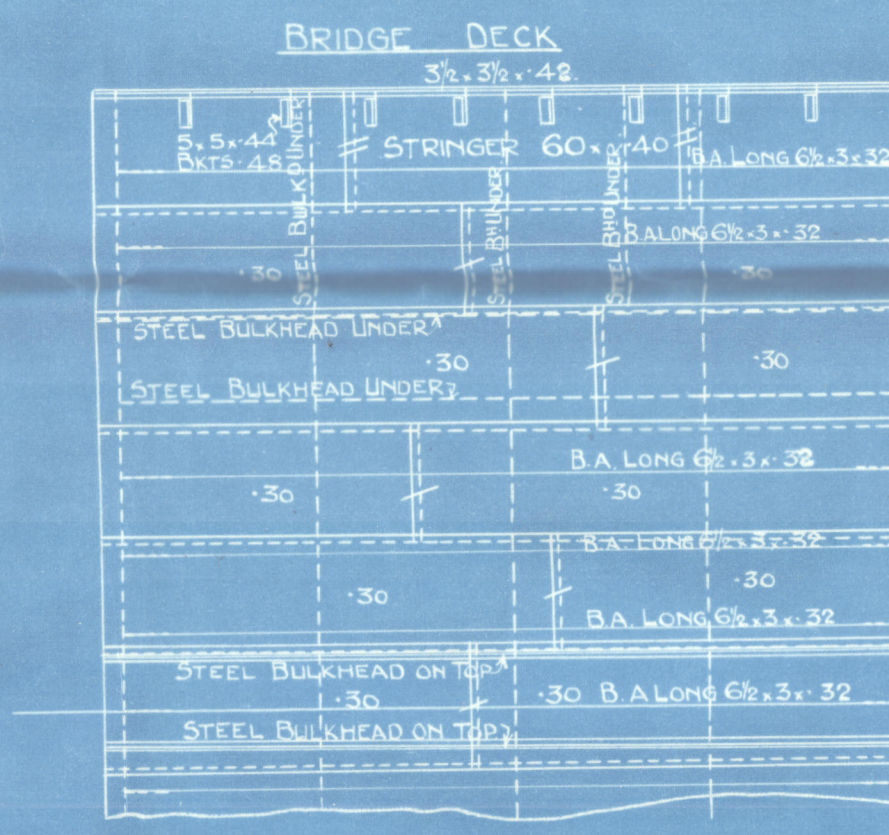 BRIDGE DECK
3½ x 3½ x ·42.
5 x 5 x ·44
BKTS ·48
STRINGER 60 x ·40
B.A. LONG 6½ x 3 x ·32
STEEL BULKD UNDER
STEEL BHD UNDER
STEEL BHD UNDER
B.A LONG 6½ x 3 x ·32
·30
·30
STEEL BULKHEAD UNDER
·30
·30
STEEL BULKHEAD UNDER
B.A. LONG 6½ x 3 x ·32
·30
·30
B.A. LONG 6½ x 3 x ·32
·30
·30
B.A. LONG 6½ x 3 x ·32
STEEL BULKHEAD ON TOP
·30
·30 B.A LONG 6½ x 3 x ·32
STEEL BULKHEAD ON TOP